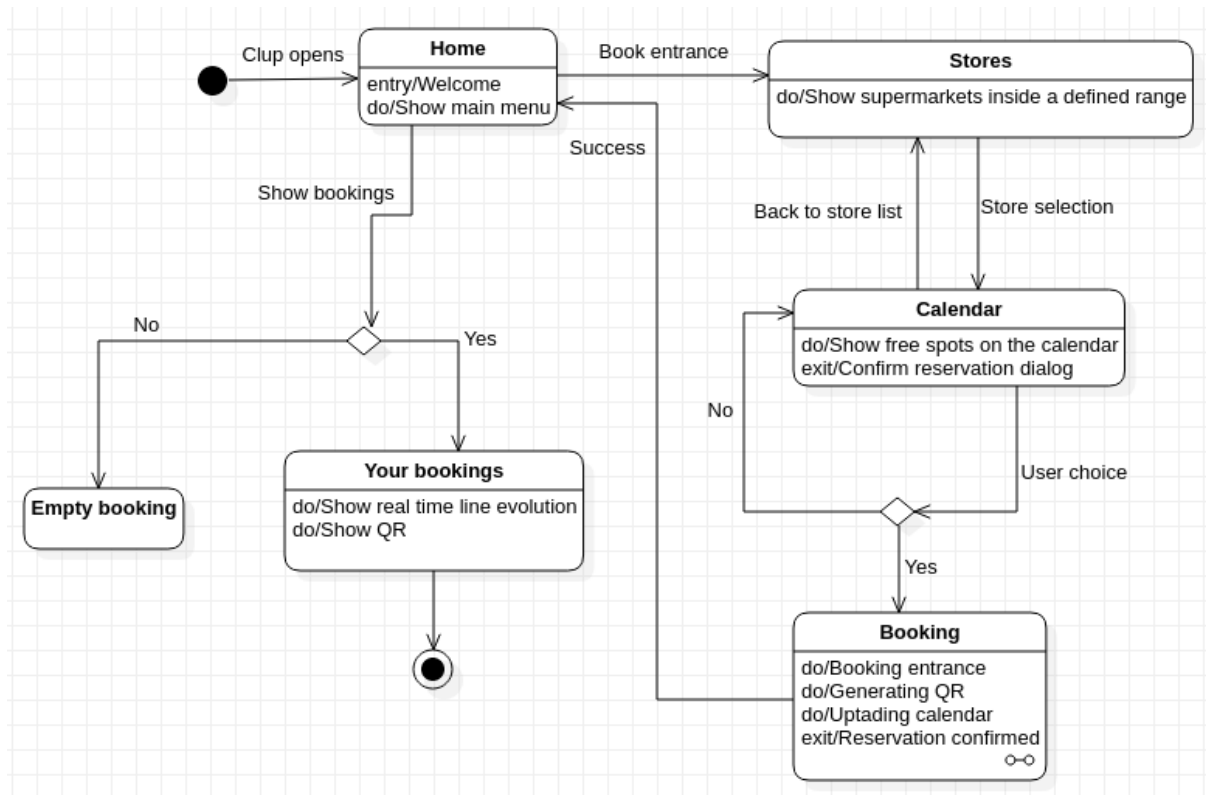 Clup opens
Home
entry/Welcome
do/Show main menu
Book entrance
Stores
do/Show supermarkets inside a defined range
Success
Show bookings
Back to store list
Store selection
No
Yes
Calendar
do/Show free spots on the calendar
exit/Confirm reservation dialog
No
User choice
Empty booking
Your bookings
do/Show real time line evolution
do/Show QR
Yes
Booking
do/Booking entrance
do/Generating QR
do/Uptading calendar
exit/Reservation confirmed